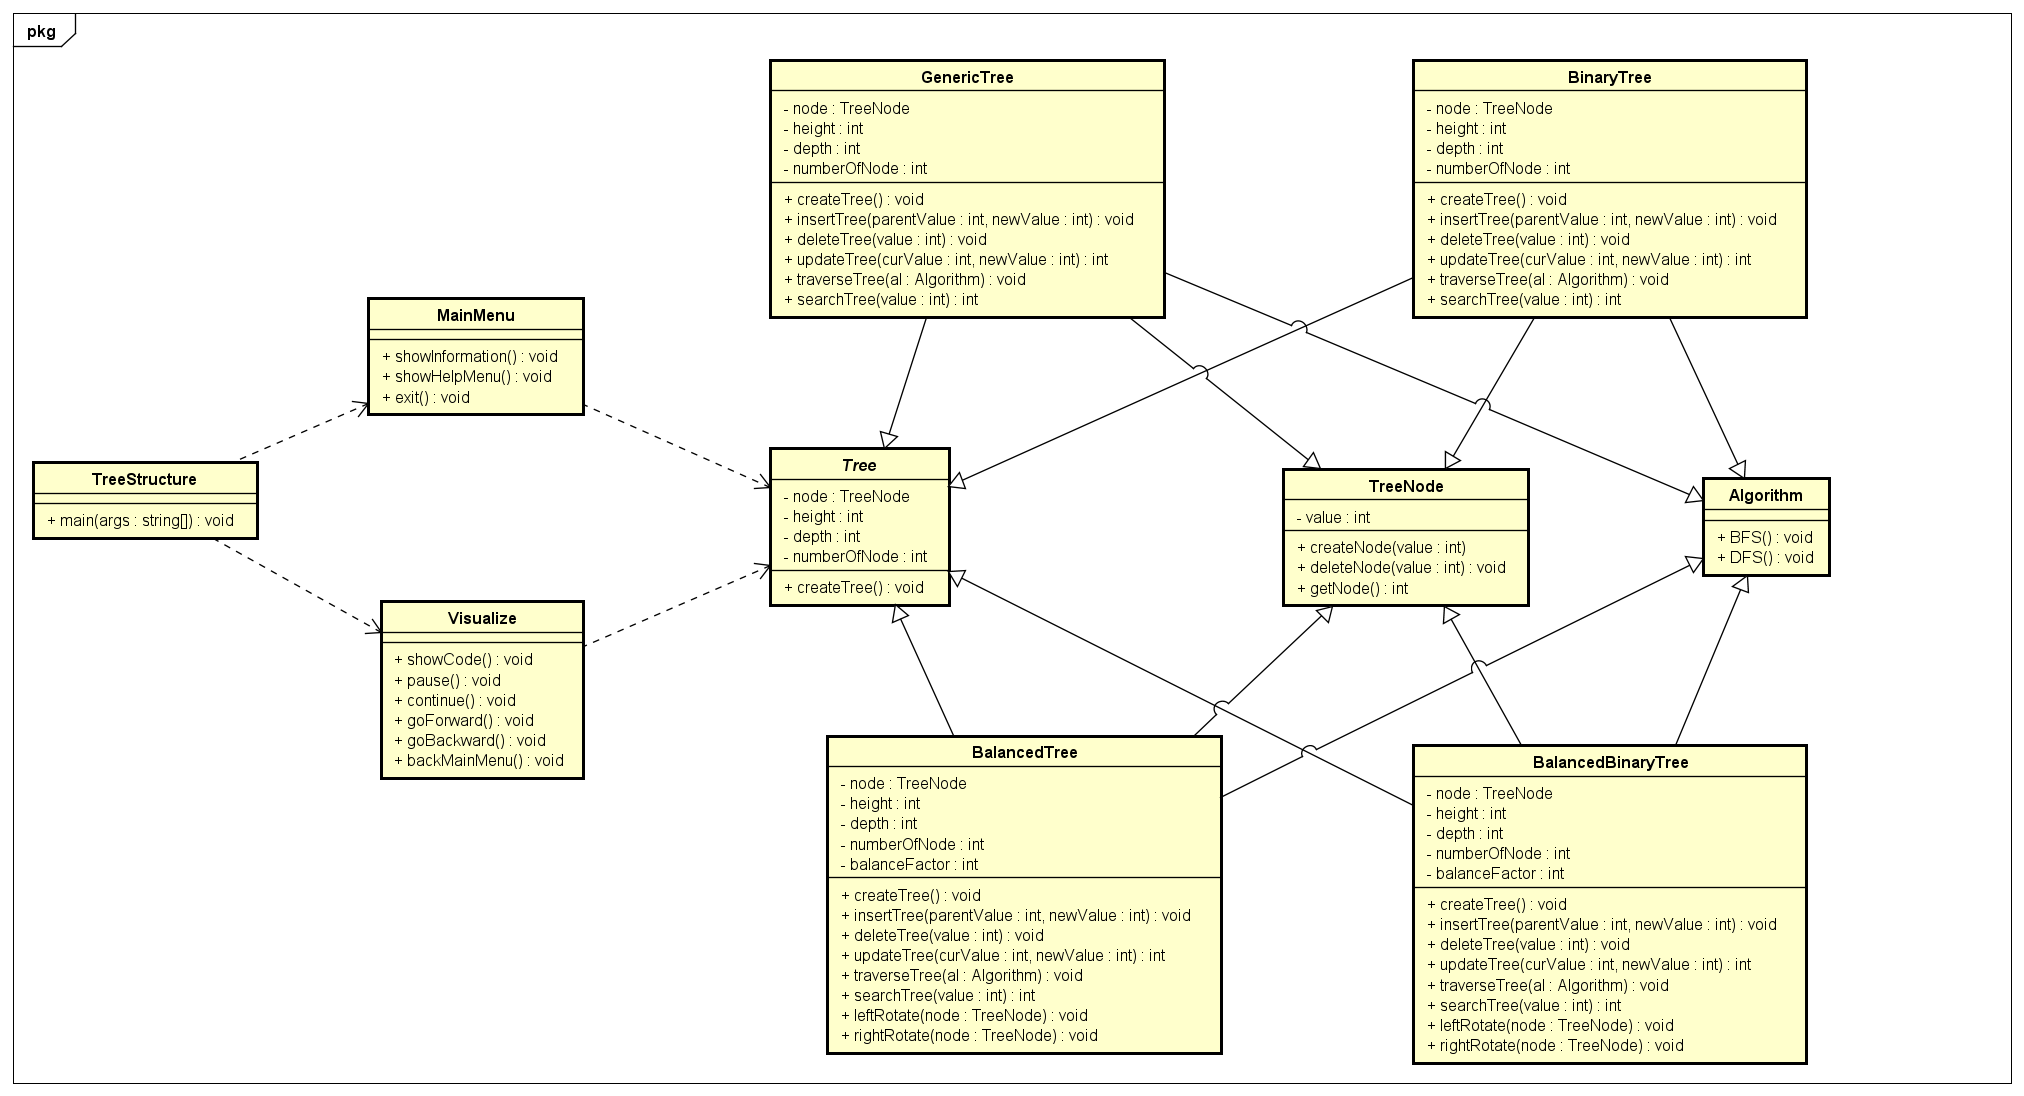 pkg
GenericTree
- node : TreeNode
- height : int
- depth : int
- numberOfNode : int
+ createTree() : void
+ insertTree(parentValue : int, newValue : int) : void
+ deleteTree(value : int) : void
+ updateTree(curValue : int, newValue : int) : int
+ traverseTree(al : Algorithm) : void
+ searchTree(value : int) : int
BinaryTree
- node : TreeNode
- height : int
- depth : int
- numberOfNode : int
+ createTree() : void
+ insertTree(parentValue : int, newValue : int) : void
+ deleteTree(value : int) : void
+ updateTree(curValue : int, newValue : int) : int
+ traverseTree(al : Algorithm) : void
+ searchTree(value : int) : int
MainMenu
+ showInformation() : void
+ showHelpMenu() : void
+ exit() : void
TreeStructure
+ main(args : string[]) : void
Visualize
+ showCode() : void
+ pause() : void
+ continue() : void
+ goForward() : void
+ goBackward() : void
+ backMainMenu() : void
Tree
- node : TreeNode
- height : int
- depth : int
- numberOfNode : int
+ createTree() : void
TreeNode
- value : int
+ createNode(value : int)
+ deleteNode(value : int) : void
+ getNode() : int
Algorithm
+ BFS() : void
+ DFS() : void
BalancedTree
- node : TreeNode
- height : int
- depth : int
- numberOfNode : int
- balanceFactor : int
+ createTree() : void
+ insertTree(parentValue : int, newValue : int) : void
+ deleteTree(value : int) : void
+ updateTree(curValue : int, newValue : int) : int
+ traverseTree(al : Algorithm) : void
+ searchTree(value : int) : int
+ leftRotate(node : TreeNode) : void
+ rightRotate(node : TreeNode) : void
BalancedBinaryTree
- node : TreeNode
- height : int
- depth : int
- numberOfNode : int
- balanceFactor : int
+ createTree() : void
+ insertTree(parentValue : int, newValue : int) : void
+ deleteTree(value : int) : void
+ updateTree(curValue : int, newValue : int) : int
+ traverseTree(al : Algorithm) : void
+ searchTree(value : int) : int
+ leftRotate(node : TreeNode) : void
+ rightRotate(node : TreeNode) : void